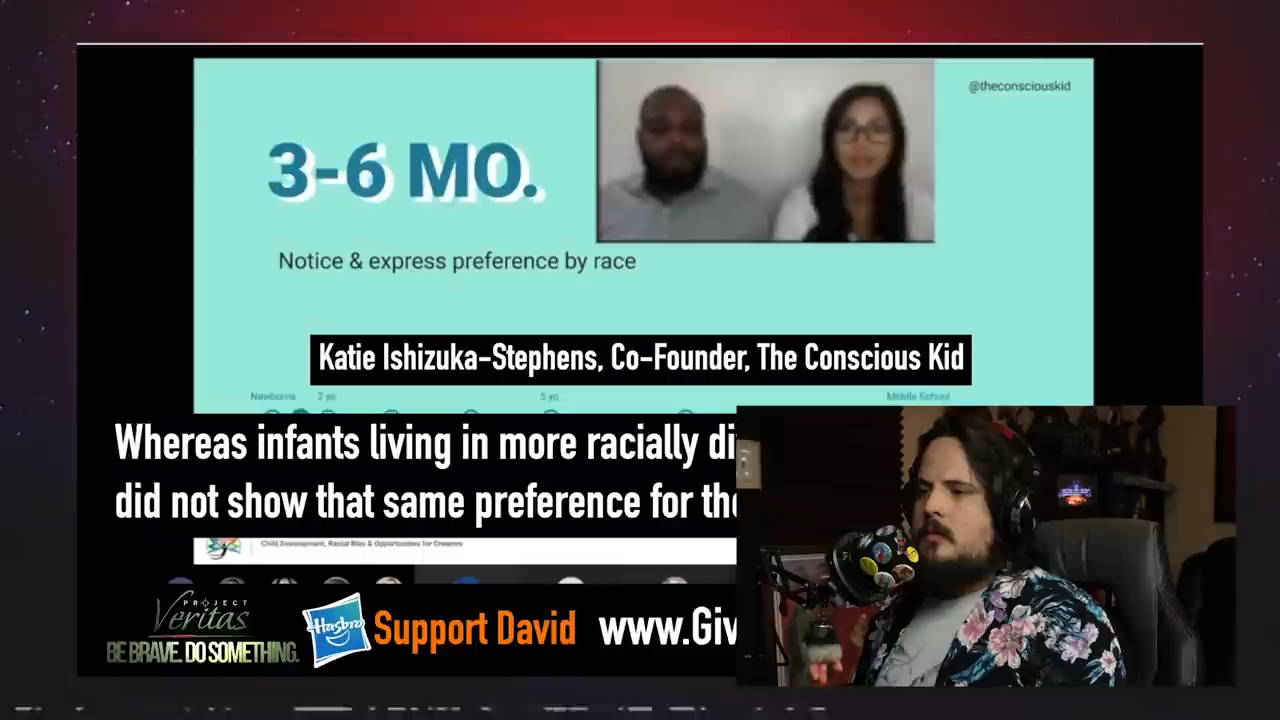 @theconsciouskid
3-6 MO.
Notice & express preference by race
Katie Ishizuka-Stephens, Co-Founder, The Conscious Kid
Newborns 2 yo 5 yo Middle School
Whereas infants living in more racially di
did not show that same preference for the
Child Development, Racial Bias & Opportunities for Creators
PROJECT
Veritas
BE BRAVE. DO SOMETHING.
Hasbro
Support David www.Giv